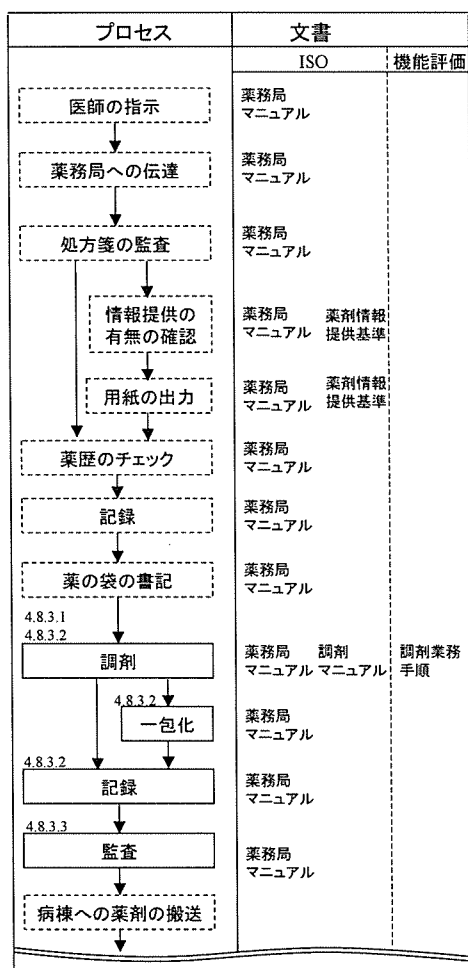 プロセス 文書
ISO 機能評価
医師の指示 薬務局
マニュアル
薬務局への伝達 薬務局
マニュアル
処方箋の監査 薬務局
マニュアル
情報提供の
有無の確認
薬務局 薬剤情報
マニュアル 提供基準
用紙の出力
薬務局 薬剤情報
マニュアル 提供基準
薬歴のチェック 薬務局
マニュアル
記録 薬務局
マニュアル
薬の袋の書記 薬務局
マニュアル
4.8.3.1
4.8.3.2
調剤
薬務局 調剤 調剤業務
マニュアル マニュアル 手順
4.8.3.2
一包化 薬務局
マニュアル
4.8.3.2
記録 薬務局
マニュアル
4.8.3.3
監査 薬務局
マニュアル
病棟への薬剤の搬送